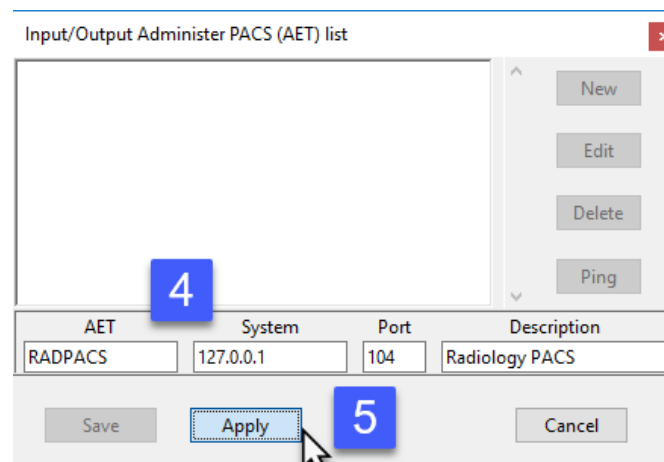 Input/Output Administer PACS (AET) list
New
Edit
Delete
Ping
4
AET System Port Description
RADPACS 127.0.0.1 104 Radiology PACS
Save Apply 5 Cancel